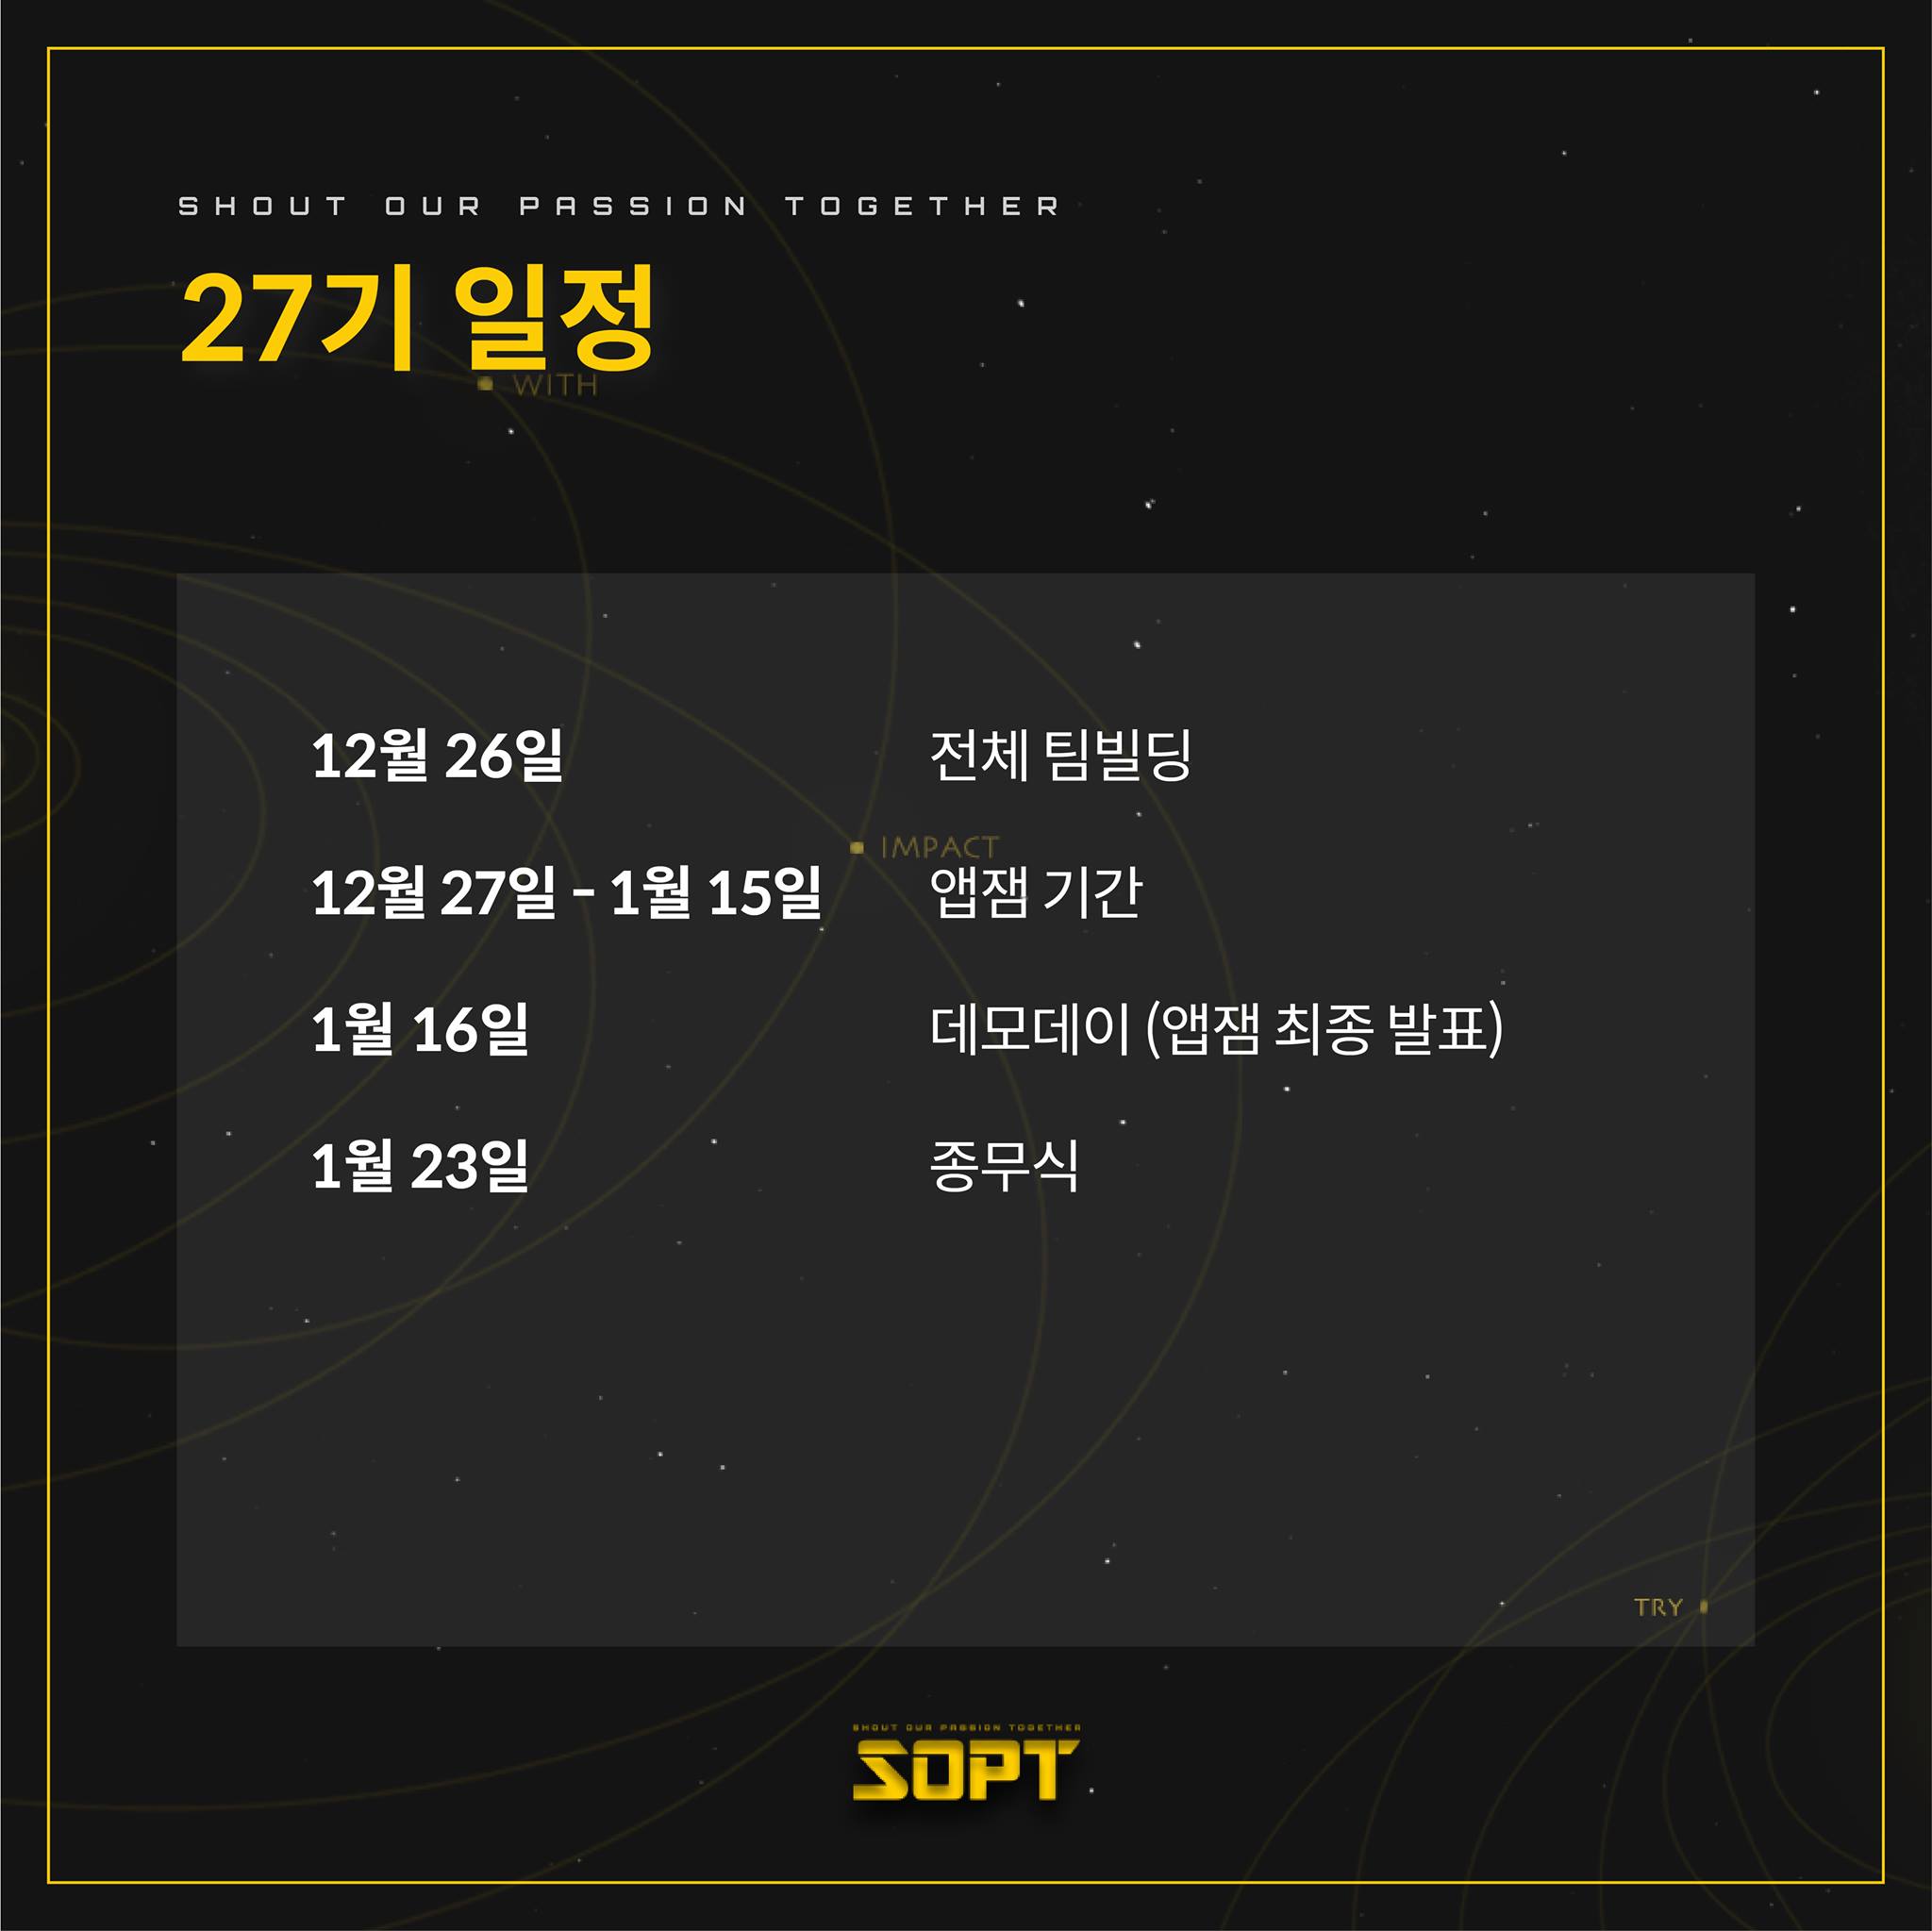 SHOUT OUR PASSION TOGETHER
27기 일정
WITH
12월 26일 전체 팀빌딩
IMPACT
12월 27일 - 1월 15일 앱잼 기간
1월 16일 데모데이 (앱잼 최종 발표)
1월 23일 종무식
TRY
SHOUT OUR PASSION TOGETHER
SOPT